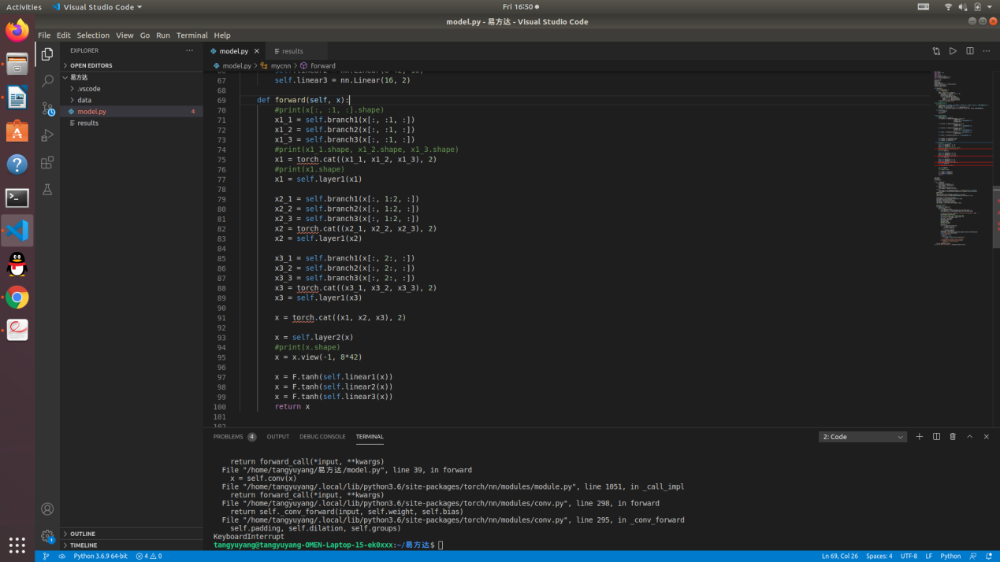 Activities
Visual Studio Code
Fri 16:50
model.py - 易方达 - Visual Studio Code
File Edit Selection View Go Run Terminal Help
EXPLORER
OPEN EDITORS
易方达
.vscode
data
model.py 4
results
OUTLINE
TIMELINE
model.py
results
model.py > mycnn > forward
67 self.linear3 = nn.Linear(16, 2)
68
69 def forward(self, x):
70 #print(x[:, :1, :].shape)
71 x1_1 = self.branch1(x[:, :1, :])
72 x1_2 = self.branch2(x[:, :1, :])
73 x1_3 = self.branch3(x[:, :1, :])
74 #print(x1_1.shape, x1_2.shape, x1_3.shape)
75 x1 = torch.cat((x1_1, x1_2, x1_3), 2)
76 #print(x1.shape)
77 x1 = self.layer1(x1)
78
79 x2_1 = self.branch1(x[:, 1:2, :])
80 x2_2 = self.branch2(x[:, 1:2, :])
81 x2_3 = self.branch3(x[:, 1:2, :])
82 x2 = torch.cat((x2_1, x2_2, x2_3), 2)
83 x2 = self.layer1(x2)
84
85 x3_1 = self.branch1(x[:, 2:, :])
86 x3_2 = self.branch2(x[:, 2:, :])
87 x3_3 = self.branch3(x[:, 2:, :])
88 x3 = torch.cat((x3_1, x3_2, x3_3), 2)
89 x3 = self.layer1(x3)
90
91 x = torch.cat((x1, x2, x3), 2)
92
93 x = self.layer2(x)
94 #print(x.shape)
95 x = x.view(-1, 8*42)
96
97 x = F.tanh(self.linear1(x))
98 x = F.tanh(self.linear2(x))
99 x = F.tanh(self.linear3(x))
100 return x
101
PROBLEMS 4 OUTPUT DEBUG CONSOLE TERMINAL
2: Code
return forward_call(*input, **kwargs)
File "/home/tangyuyang/易方达/model.py", line 39, in forward
x = self.conv(x)
File "/home/tangyuyang/.local/lib/python3.6/site-packages/torch/nn/modules/module.py", line 1051, in _call_impl
return forward_call(*input, **kwargs)
File "/home/tangyuyang/.local/lib/python3.6/site-packages/torch/nn/modules/conv.py", line 298, in forward
return self._conv_forward(input, self.weight, self.bias)
File "/home/tangyuyang/.local/lib/python3.6/site-packages/torch/nn/modules/conv.py", line 295, in _conv_forward
self.padding, self.dilation, self.groups)
KeyboardInterrupt
tangyuyang@tangyuyang-OMEN-Laptop-15-ek0xxx:~/易方达$
Python 3.6.9 64-bit 4 0
Ln 69, Col 26 Spaces: 4 UTF-8 LF Python